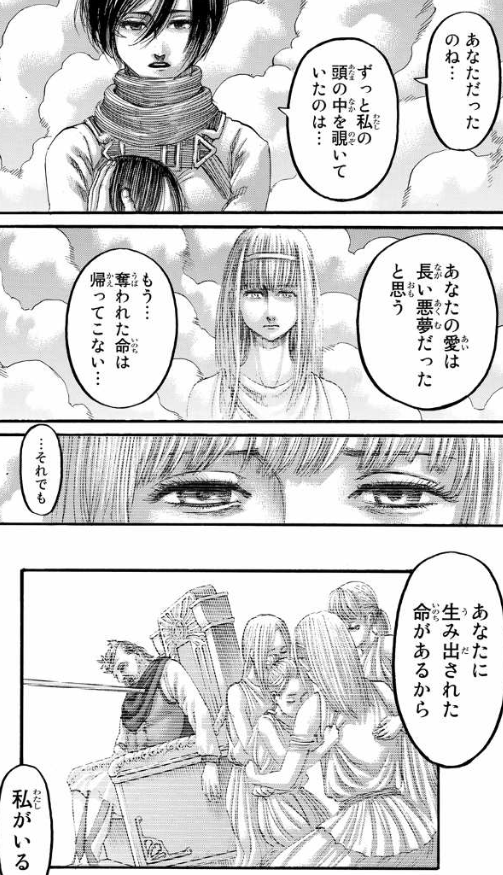 あなただった
のね…
ずっと私の
頭の中を覗いて
いたのは…
あなたの愛は
長い悪夢だった
と思う
もう…
奪われた命は
帰ってこない…
…それでも
あなたに
生み出された
命があるから
私がいる